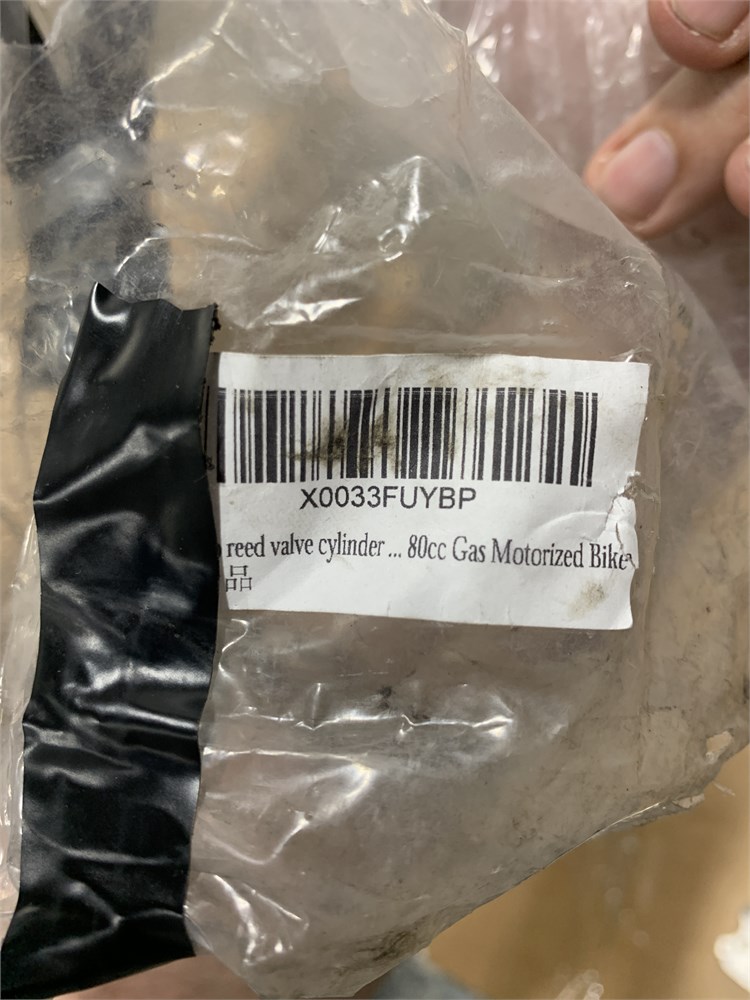 X0033FUYBP
reed valve cylinder ... 80cc Gas Motorized Bike
品